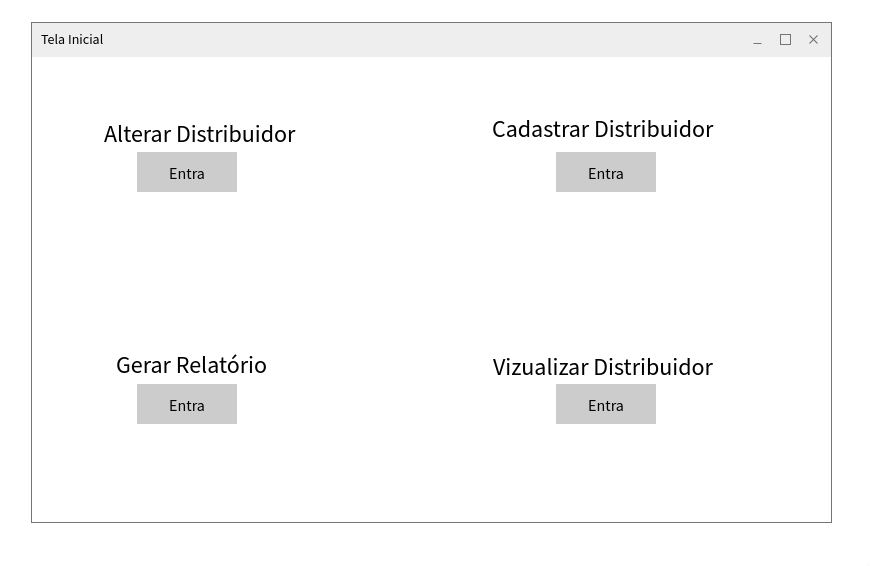 Tela Inicial
Alterar Distribuidor
Cadastrar Distribuidor
Entra
Entra
Gerar Relatório
Vizualizar Distribuidor
Entra
Entra